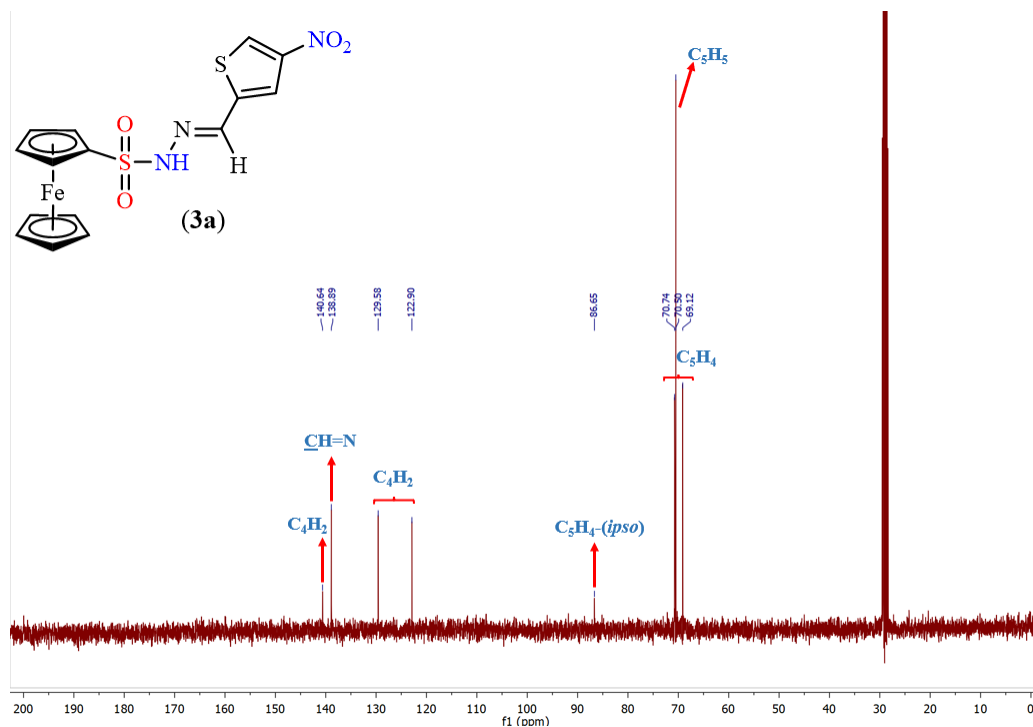 NO₂
S
N
H
O
S
NH
O
Fe
(3a)
C₅H₅
140.64
138.89
129.58
122.90
86.65
70.74
70.50
69.12
C₅H₄
CH=N
C₄H₂
C₄H₂
C₅H₄-(ipso)
200 190 180 170 160 150 140 130 120 110 100 90 80 70 60 50 40 30 20 10 0
f1 (ppm)